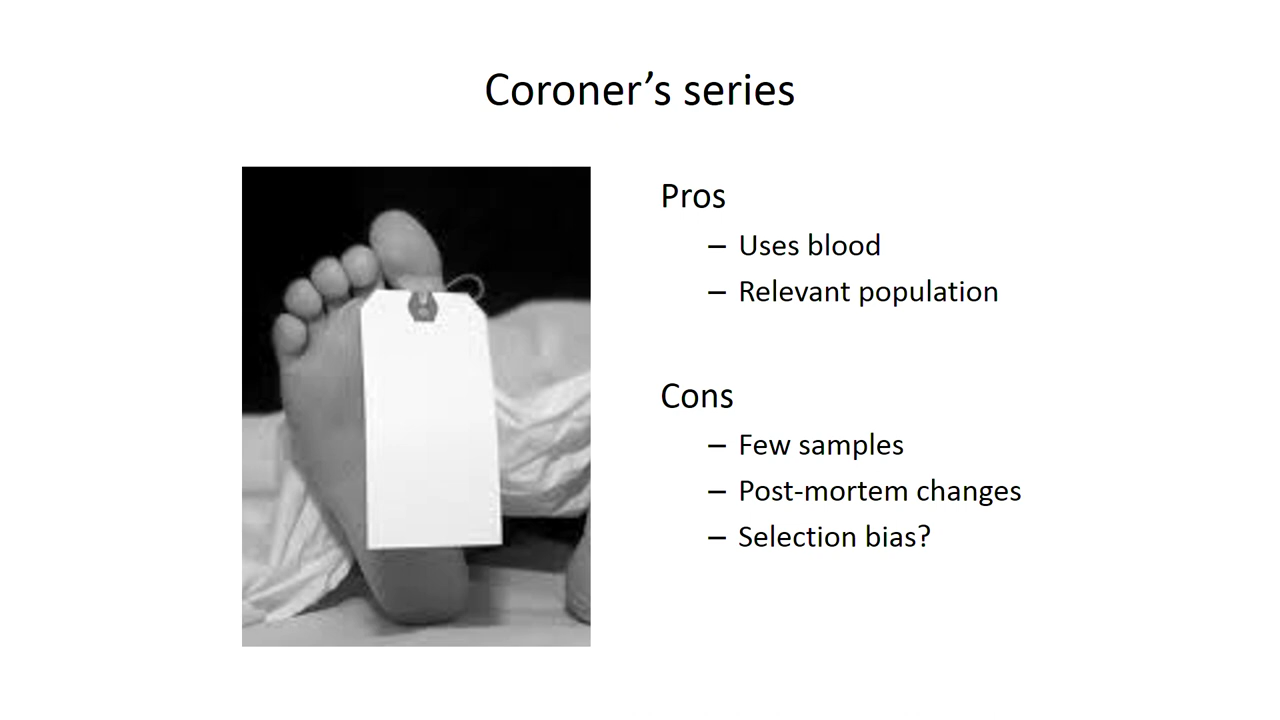 Coroner’s series
Pros
– Uses blood
– Relevant population
Cons
– Few samples
– Post-mortem changes
– Selection bias?